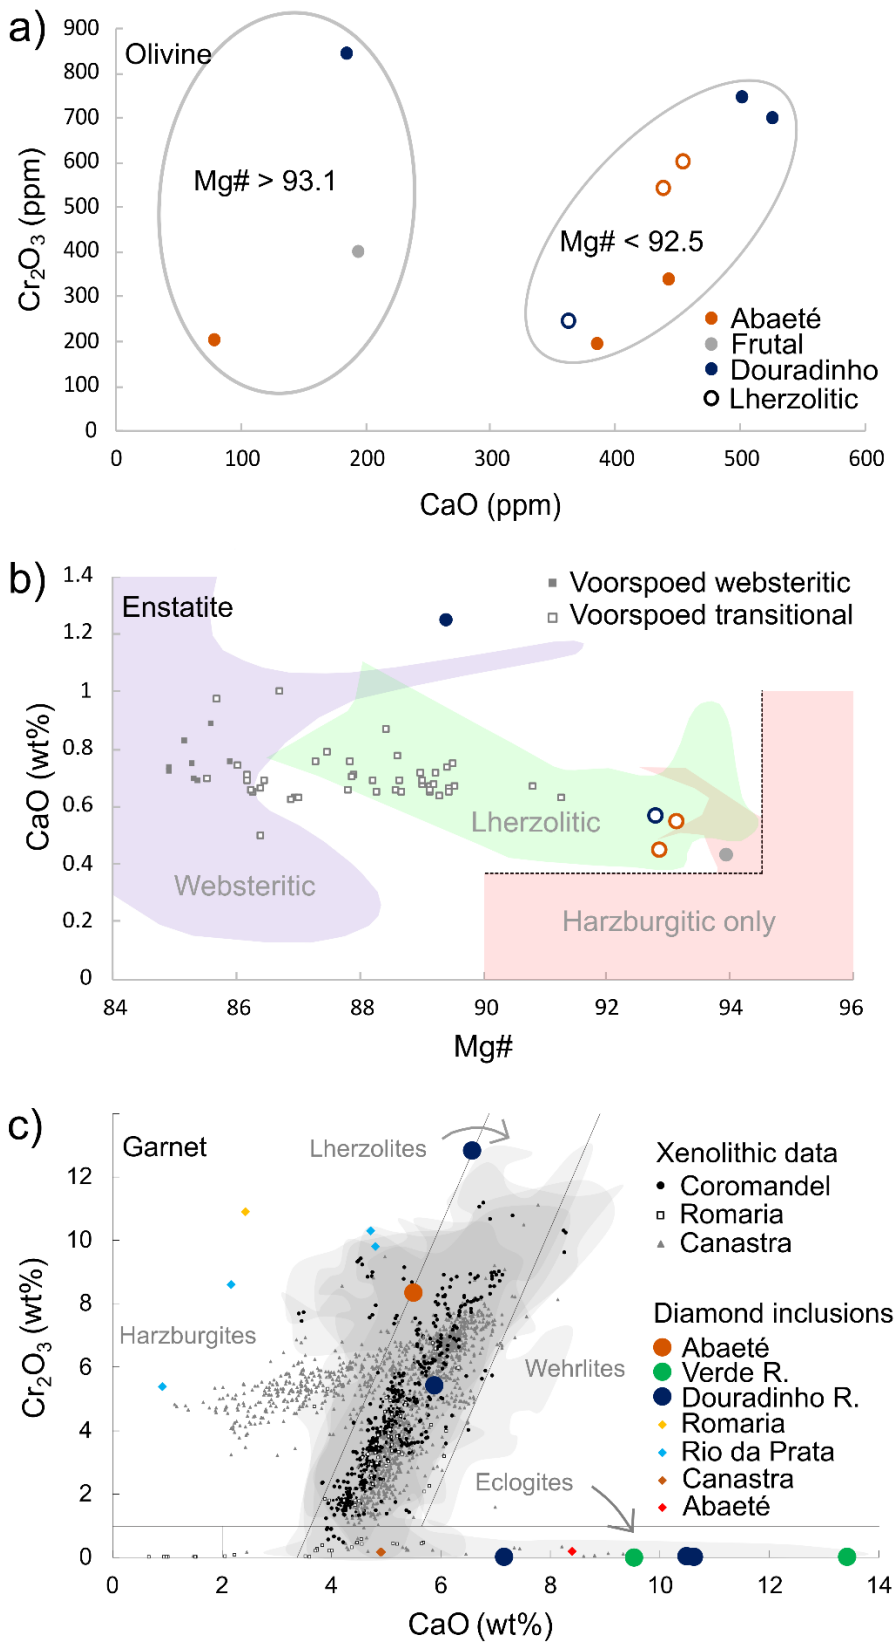 a)
Olivine
900
800
700
600
500
400
300
200
100
0
Cr2O3 (ppm)
Mg# > 93.1
Mg# < 92.5
Abaeté
Frutal
Douradinho
Lherzolitic
0 100 200 300 400 500 600
CaO (ppm)
b)
Enstatite
1.4
1.2
1
0.8
0.6
0.4
0.2
0
CaO (wt%)
Voorspoed websteritic
Voorspoed transitional
Lherzolitic
Websteritic
Harzburgitic only
84 86 88 90 92 94 96
Mg#
c)
Garnet
12
10
8
6
4
2
0
Cr2O3 (wt%)
Lherzolites
Harzburgites
Wehrlites
Eclogites
Xenolithic data
Coromandel
Romaria
Canastra
Diamond inclusions
Abaeté
Verde R.
Douradinho R.
Romaria
Rio da Prata
Canastra
Abaeté
0 2 4 6 8 10 12 14
CaO (wt%)